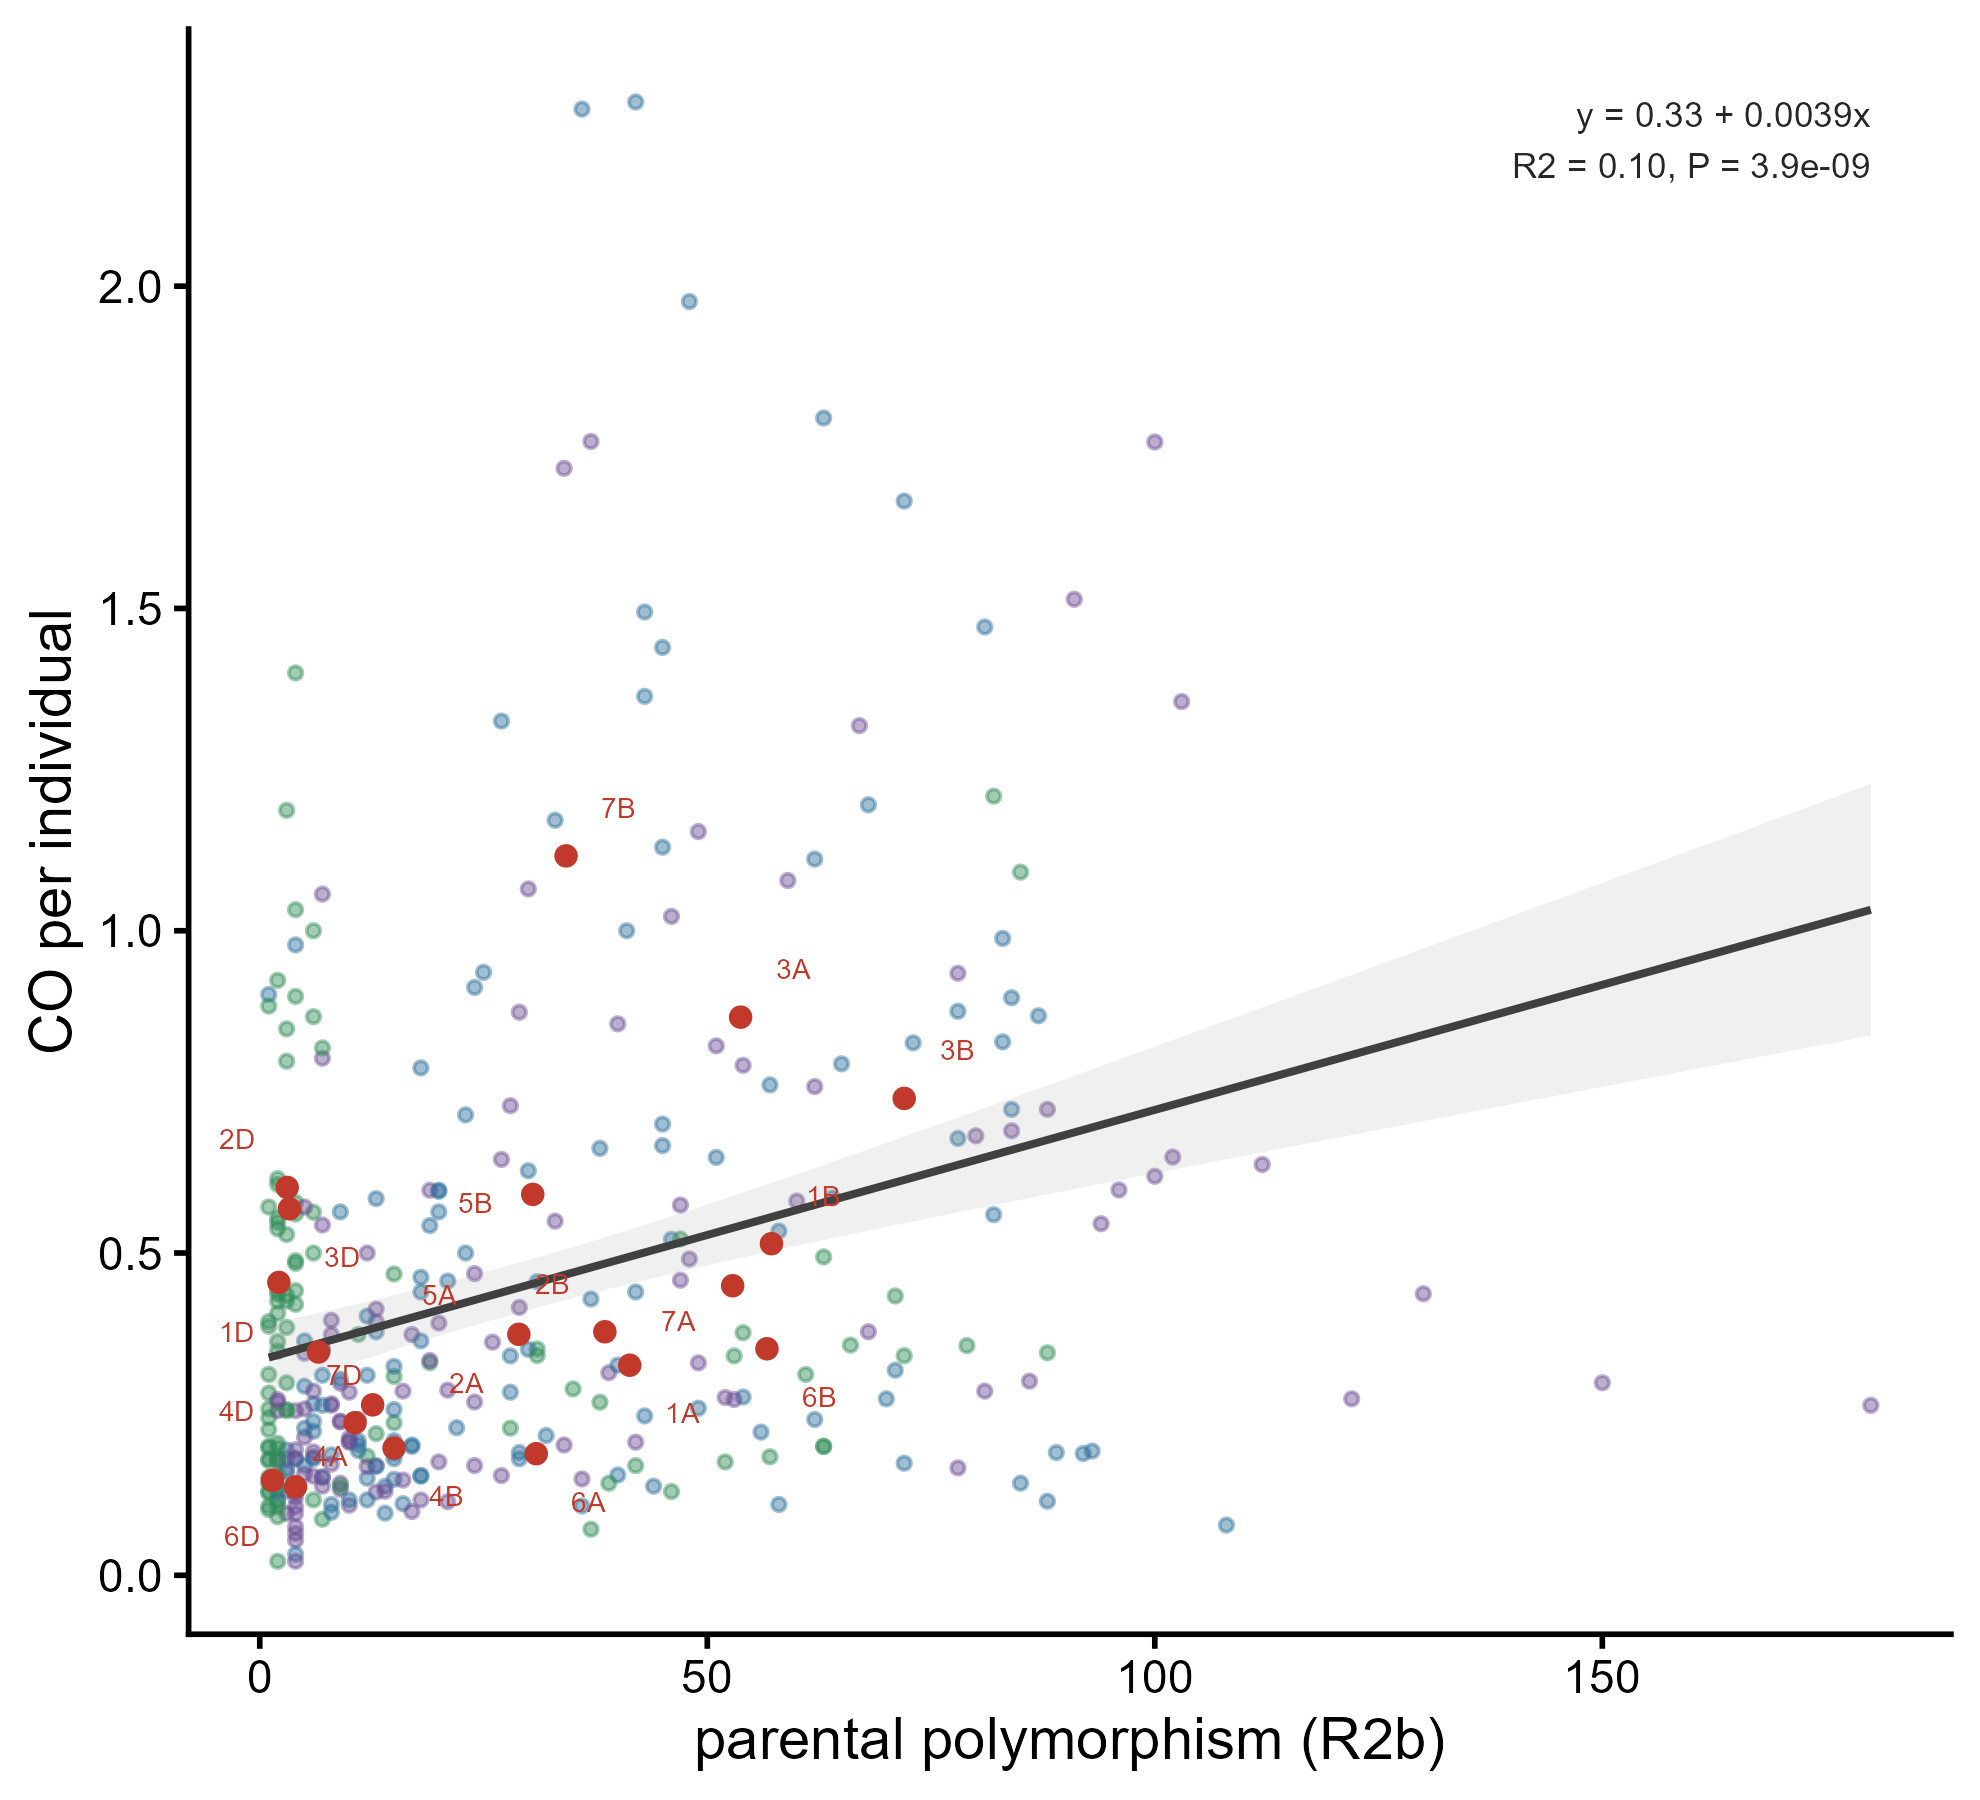 y = 0.33 + 0.0039x
R2 = 0.10, P = 3.9e-09
2.0
1.5
1.0
0.5
0.0
CO per individual
7B
3A
3B
2D
5B
1B
3D
2B
5A
7A
1D
7D
2A
6B
4D
1A
4A
4B
6A
6D
0
50
100
150
parental polymorphism (R2b)